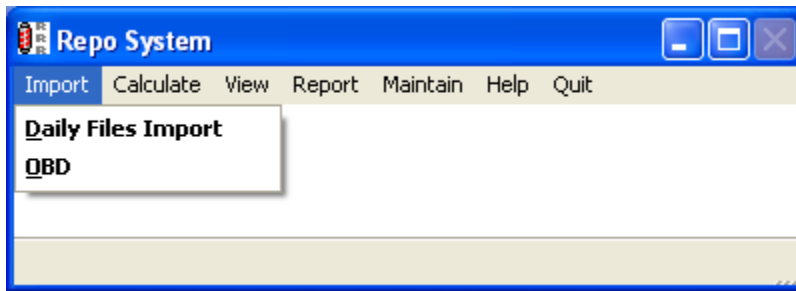 Repo System
Import Calculate View Report Maintain Help Quit
Daily Files Import
OBD